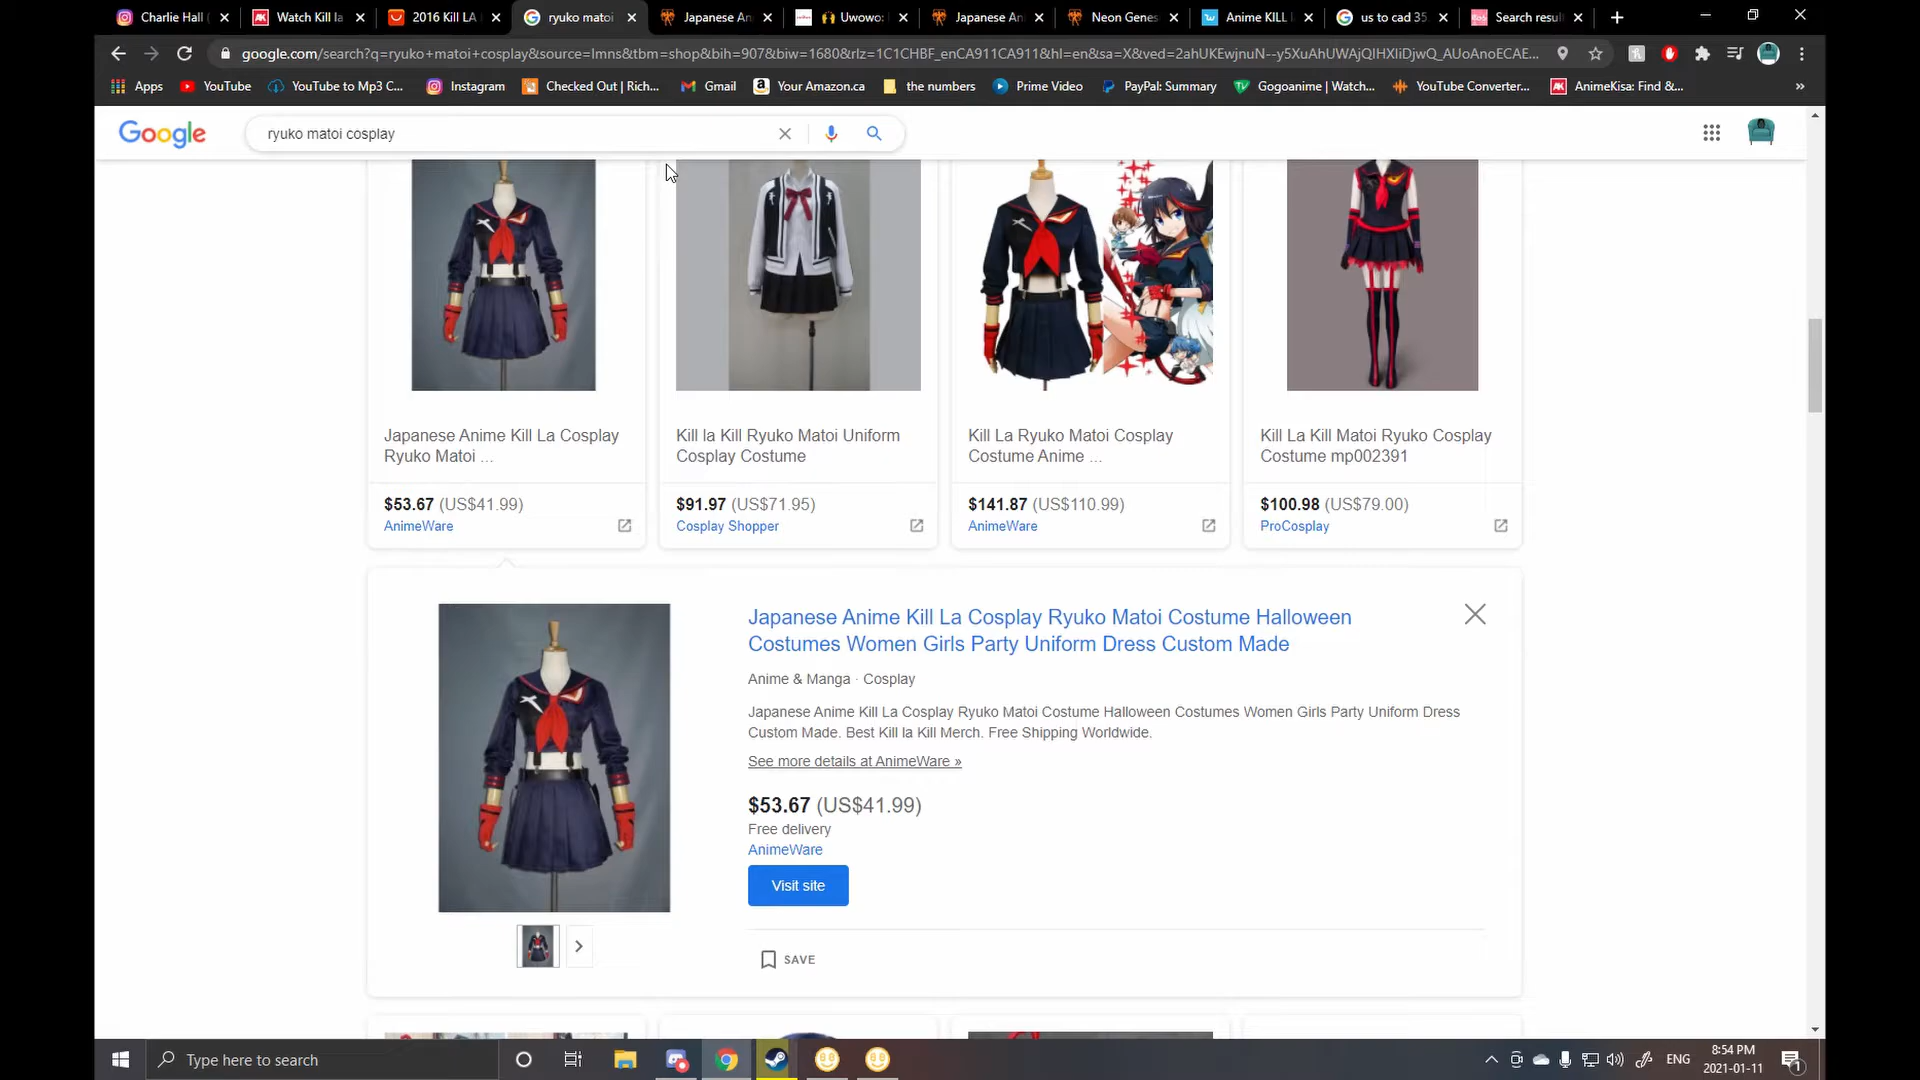 Charlie Hall (
Watch Kill la
2016 Kill LA
ryuko matoi
Japanese An
Uwowo:
Japanese An
Neon Genes
Anime KILL
us to cad 35
Search resul
google.com/search?q=ryuko+matoi+cosplay&source=lmns&tbm=shop&bih=907&biw=1680&rlz=1C1CHBF_enCA911CA911&hl=en&sa=X&ved=2ahUKEwjnuN--y5XuAhUWAjQIHXIiDjwQ_AUoAnoECAE...
Apps
YouTube
YouTube to Mp3 C...
Instagram
Checked Out | Rich...
Gmail
Your Amazon.ca
the numbers
Prime Video
PayPal: Summary
Gogoanime | Watch...
YouTube Converter...
AnimeKisa: Find &...
»
Google
ryuko matoi cosplay
Japanese Anime Kill La Cosplay
Ryuko Matoi ...
$53.67 (US$41.99)
AnimeWare
Kill la Kill Ryuko Matoi Uniform
Cosplay Costume
$91.97 (US$71.95)
Cosplay Shopper
Kill La Ryuko Matoi Cosplay
Costume Anime ...
$141.87 (US$110.99)
AnimeWare
Kill La Kill Matoi Ryuko Cosplay
Costume mp002391
$100.98 (US$79.00)
ProCosplay
Japanese Anime Kill La Cosplay Ryuko Matoi Costume Halloween
Costumes Women Girls Party Uniform Dress Custom Made
Anime & Manga · Cosplay
Japanese Anime Kill La Cosplay Ryuko Matoi Costume Halloween Costumes Women Girls Party Uniform Dress
Custom Made. Best Kill la Kill Merch. Free Shipping Worldwide.
See more details at AnimeWare »
$53.67 (US$41.99)
Free delivery
AnimeWare
Visit site
SAVE
Type here to search
ENG
8:54 PM
2021-01-11
1